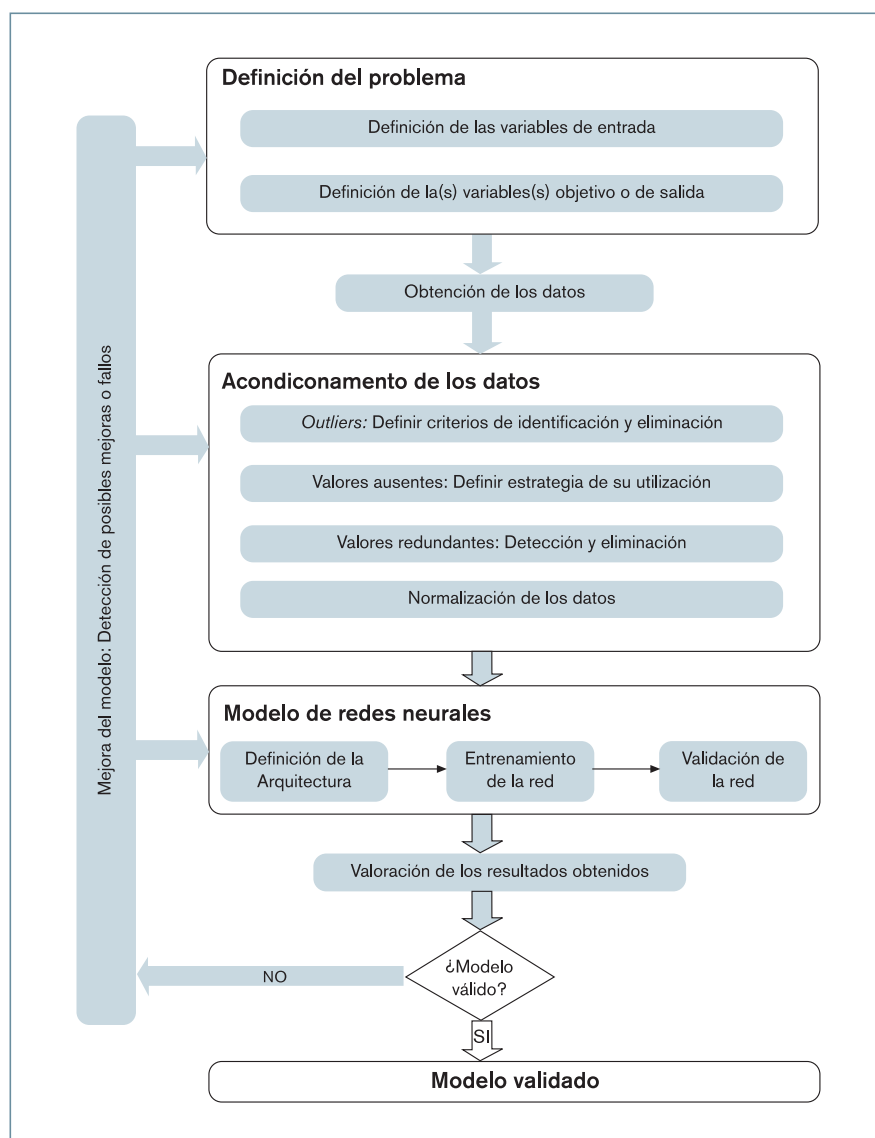 Definición del problema
Definición de las variables de entrada
Definición de la(s) variables(s) objetivo o de salida
Obtención de los datos
Acondiconamento de los datos
Outliers: Definir criterios de identificación y eliminación
Valores ausentes: Definir estrategia de su utilización
Valores redundantes: Detección y eliminación
Normalización de los datos
Modelo de redes neurales
Definición de la
Arquitectura
Entrenamiento
de la red
Validación de
la red
Valoración de los resultados obtenidos
¿Modelo
válido?
NO
SI
Modelo validado
Mejora del modelo: Detección de posibles mejoras o fallos